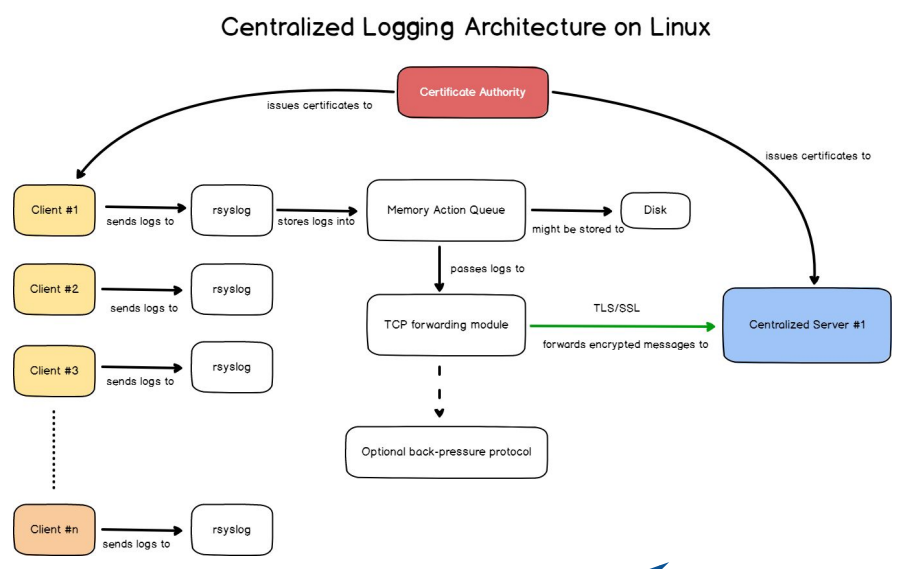 Centralized Logging Architecture on Linux
Certificate Authority
issues certificates to
issues certificates to
Client #1
sends logs to
rsyslog
stores logs into
Memory Action Queue
might be stored to
Disk
passes logs to
Client #2
sends logs to
rsyslog
TCP forwarding module
TLS/SSL
forwards encrypted messages to
Centralized Server #1
Client #3
sends logs to
rsyslog
Optional back-pressure protocol
Client #n
sends logs to
rsyslog